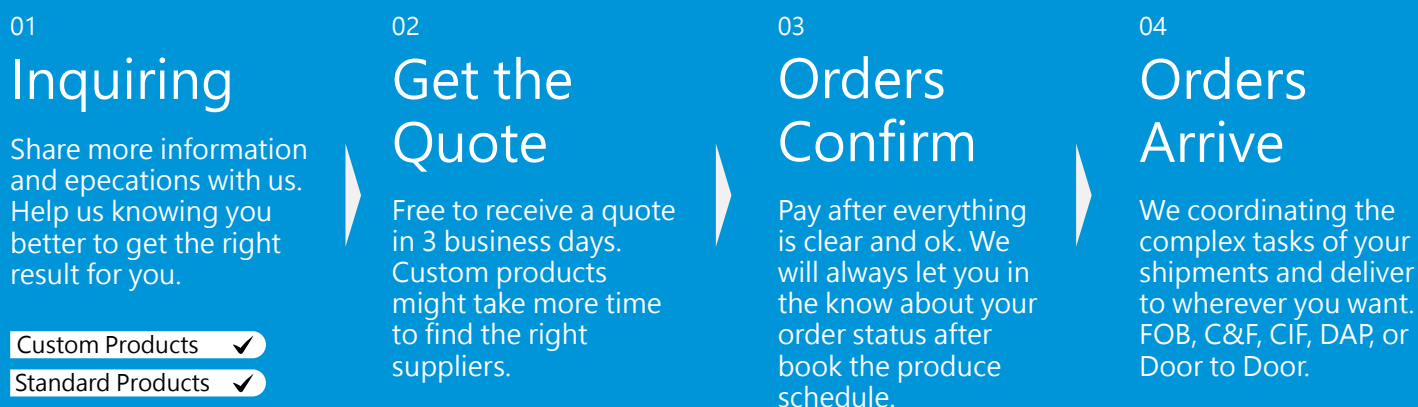 01
Inquiring
Share more information
and epecations with us.
Help us knowing you
better to get the right
result for you.
Custom Products
Standard Products
02
Get the
Quote
Free to receive a quote
in 3 business days.
Custom products
might take more time
to find the right
suppliers.
03
Orders
Confirm
Pay after everything
is clear and ok. We
will always let you in
the know about your
order status after
book the produce
schedule.
04
Orders
Arrive
We coordinating the
complex tasks of your
shipments and deliver
to wherever you want.
FOB, C&F, CIF, DAP, or
Door to Door.